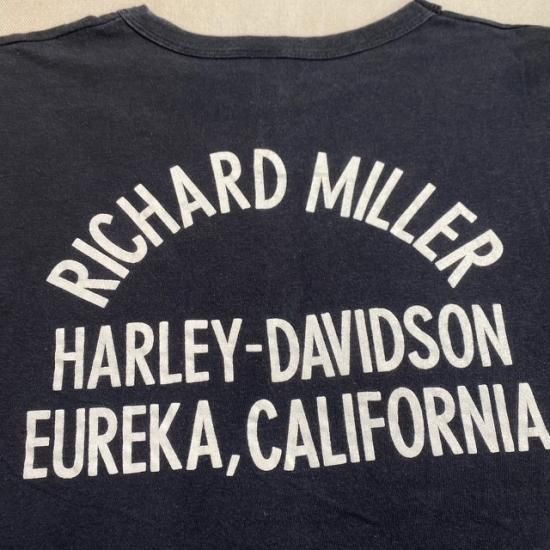 RICHARD MILLER
HARLEY-DAVIDSON
EUREKA, CALIFORNIA